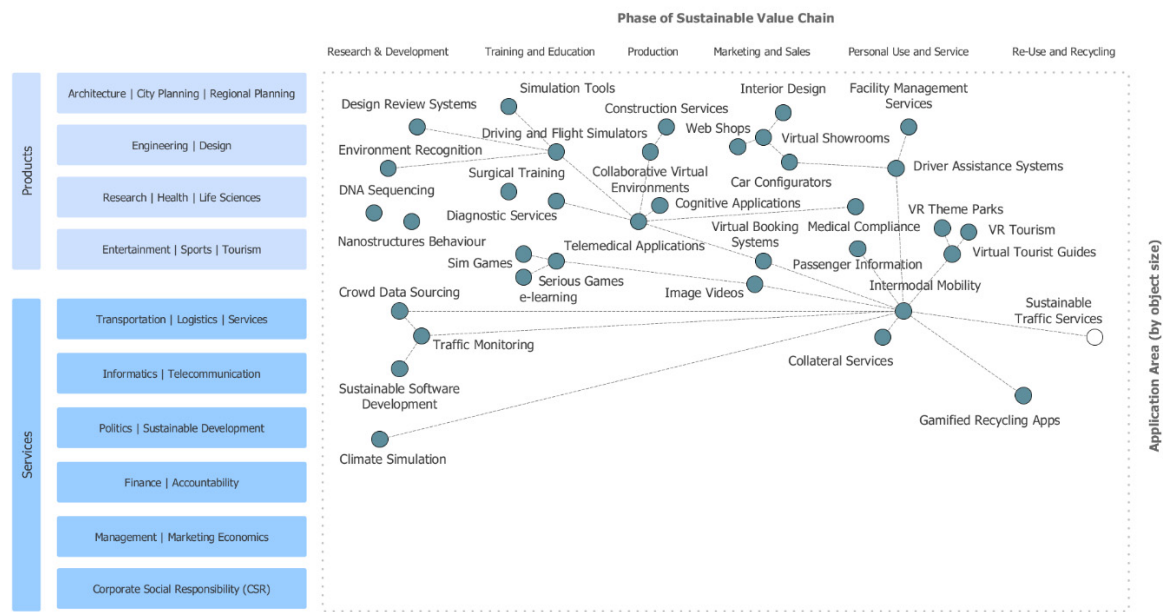 Phase of Sustainable Value Chain
Research & Development
Training and Education
Production
Marketing and Sales
Personal Use and Service
Re-Use and Recycling
Products
Architecture | City Planning | Regional Planning
Engineering | Design
Research | Health | Life Sciences
Entertainment | Sports | Tourism
Services
Transportation | Logistics | Services
Informatics | Telecommunication
Politics | Sustainable Development
Finance | Accountability
Management | Marketing Economics
Corporate Social Responsibility (CSR)
Design Review Systems
Simulation Tools
Construction Services
Interior Design
Facility Management
Services
Environment Recognition
Driving and Flight Simulators
Web Shops
Virtual Showrooms
DNA Sequencing
Surgical Training
Collaborative Virtual
Environments
Car Configurators
Driver Assistance Systems
Nanostructures Behaviour
Diagnostic Services
Cognitive Applications
Telemedical Applications
Virtual Booking
Systems
Medical Compliance
VR Theme Parks
VR Tourism
Virtual Tourist Guides
Sim Games
Serious Games
e-learning
Image Videos
Passenger Information
Intermodal Mobility
Crowd Data Sourcing
Traffic Monitoring
Sustainable Software
Development
Climate Simulation
Collateral Services
Sustainable
Traffic Services
Gamified Recycling Apps
Application Area (by object size)